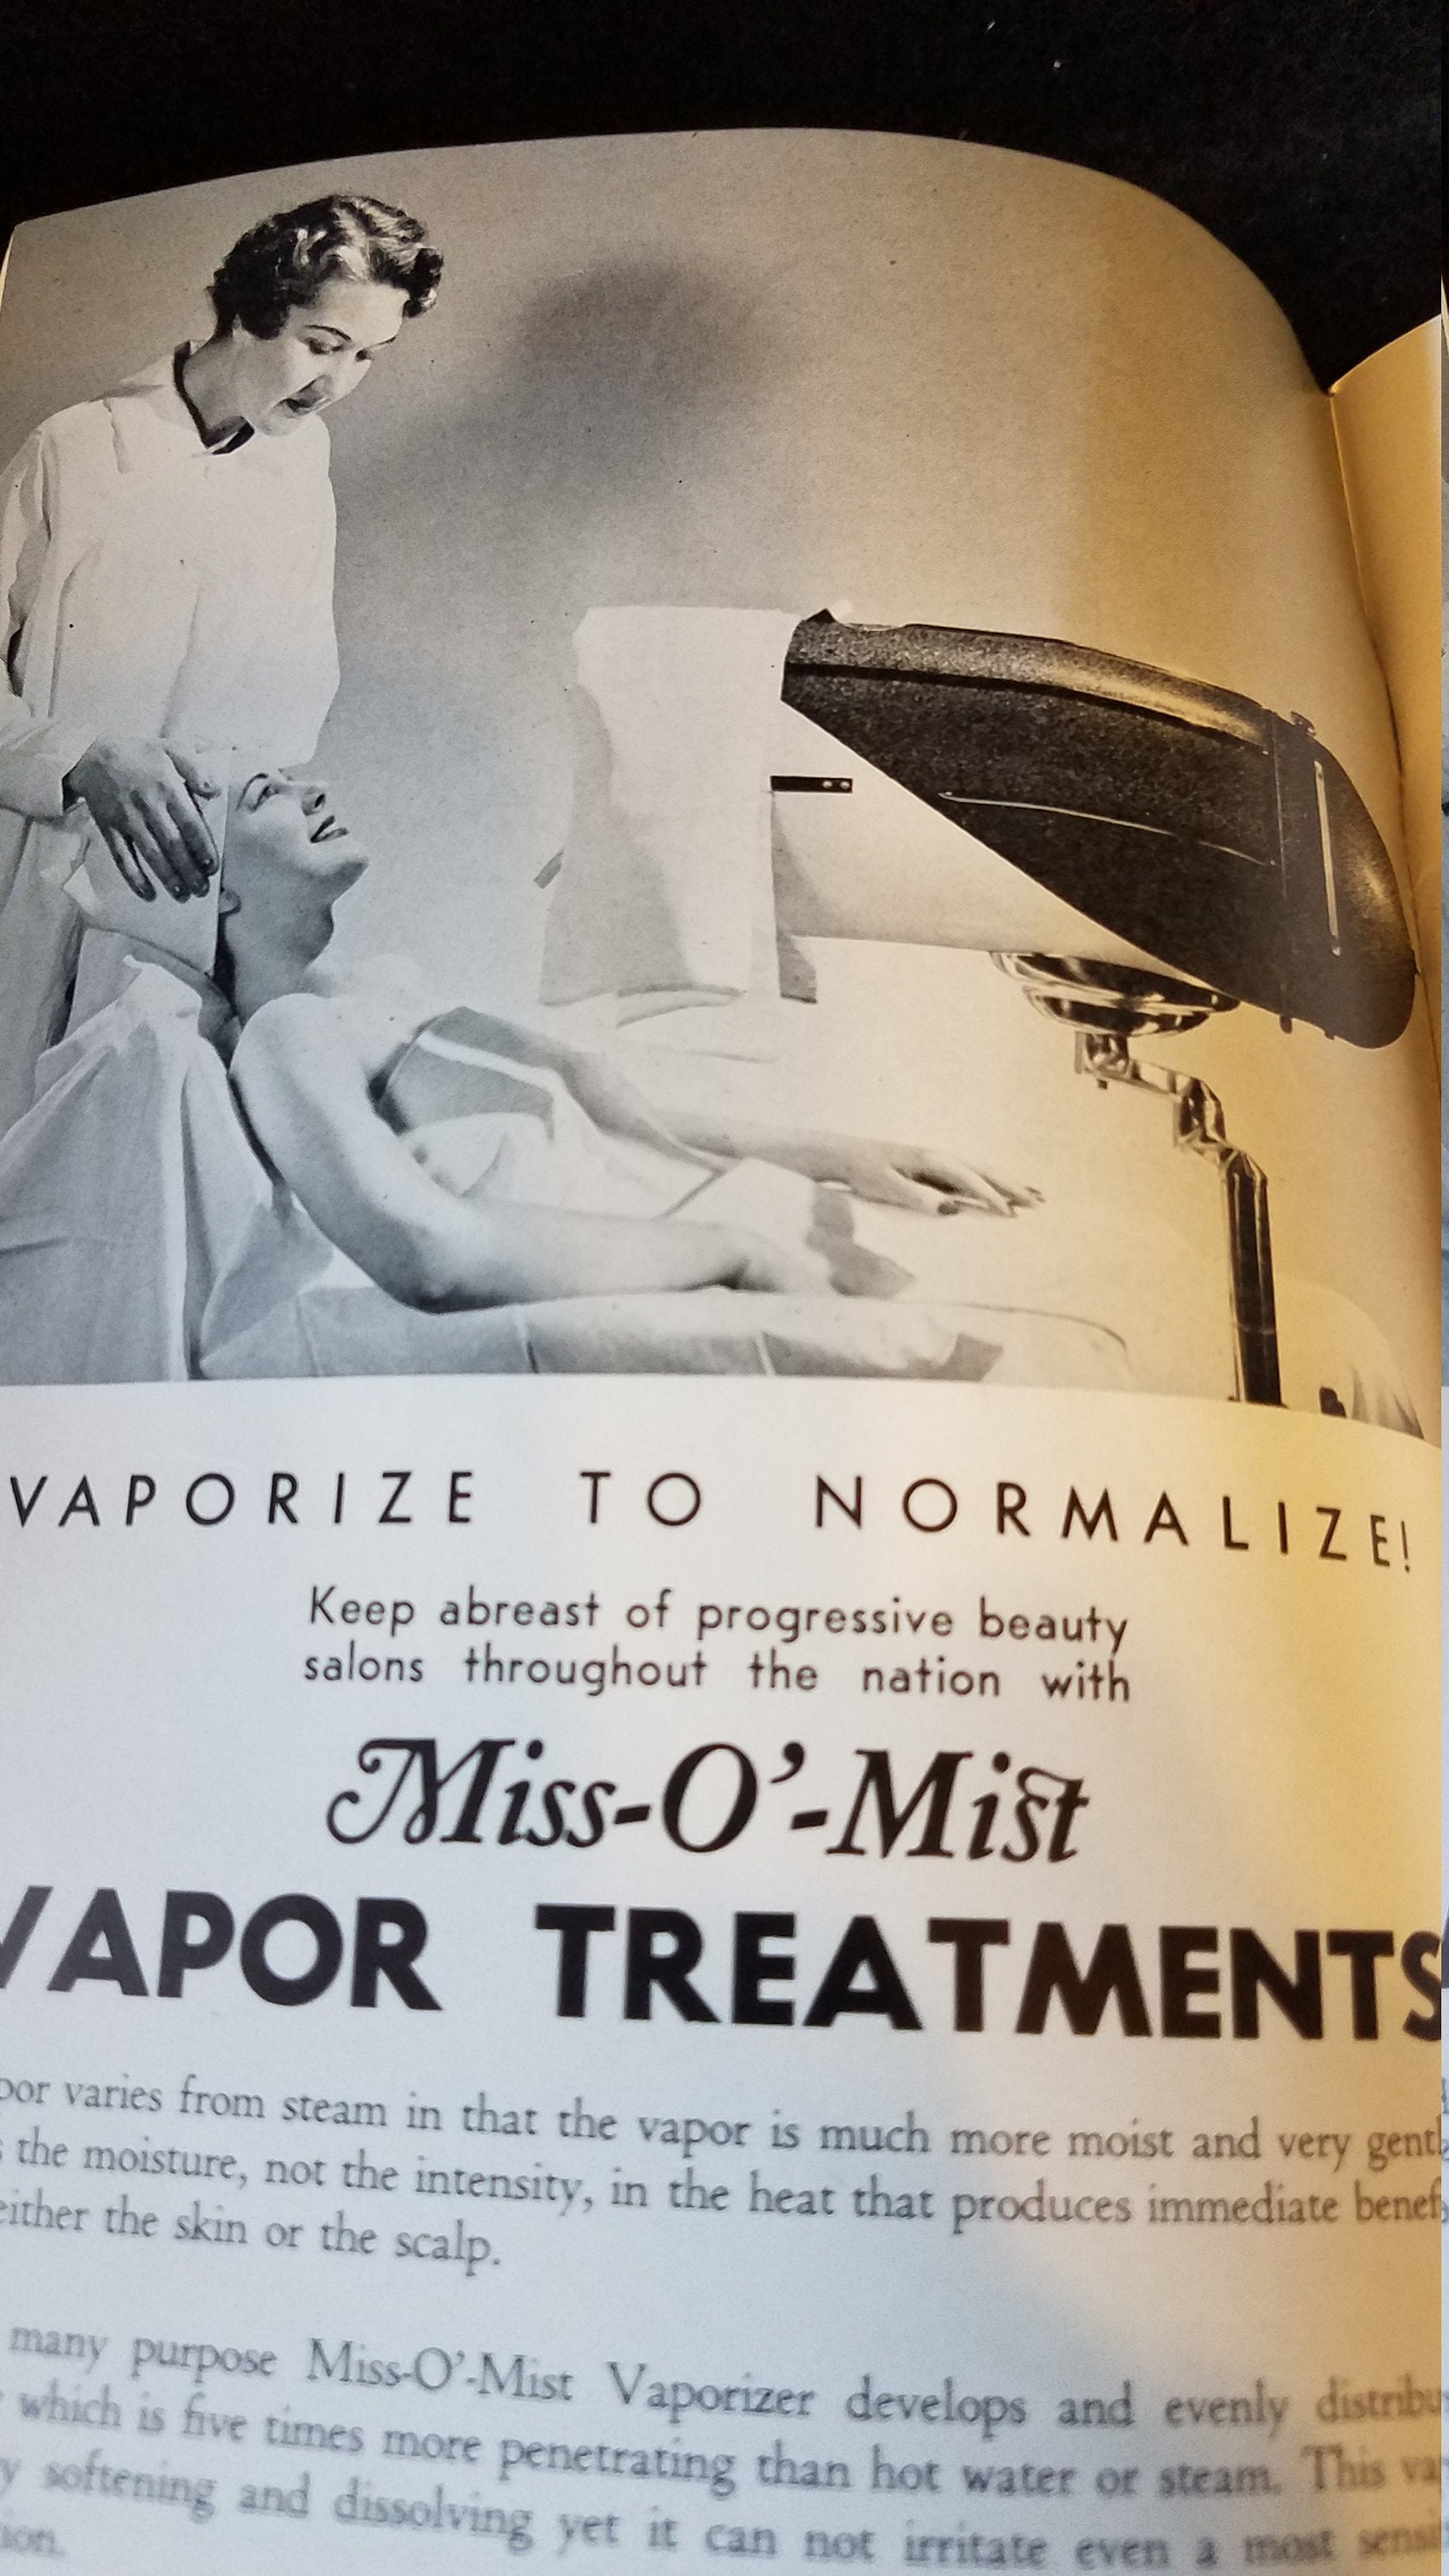 VAPORIZE TO NORMALIZE!
Keep abreast of progressive beauty
salons throughout the nation with
Miss-O'-Mist
VAPOR TREATMENTS
varies from steam in that the vapor is much more moist and very
the moisture, not the intensity, in the heat that produces immediate
either the skin or the scalp.
many purpose Miss-O'-Mist Vaporizer develops and evenly
which is five times more penetrating than hot water or steam. This
softening and dissolving yet it can not irritate even a most